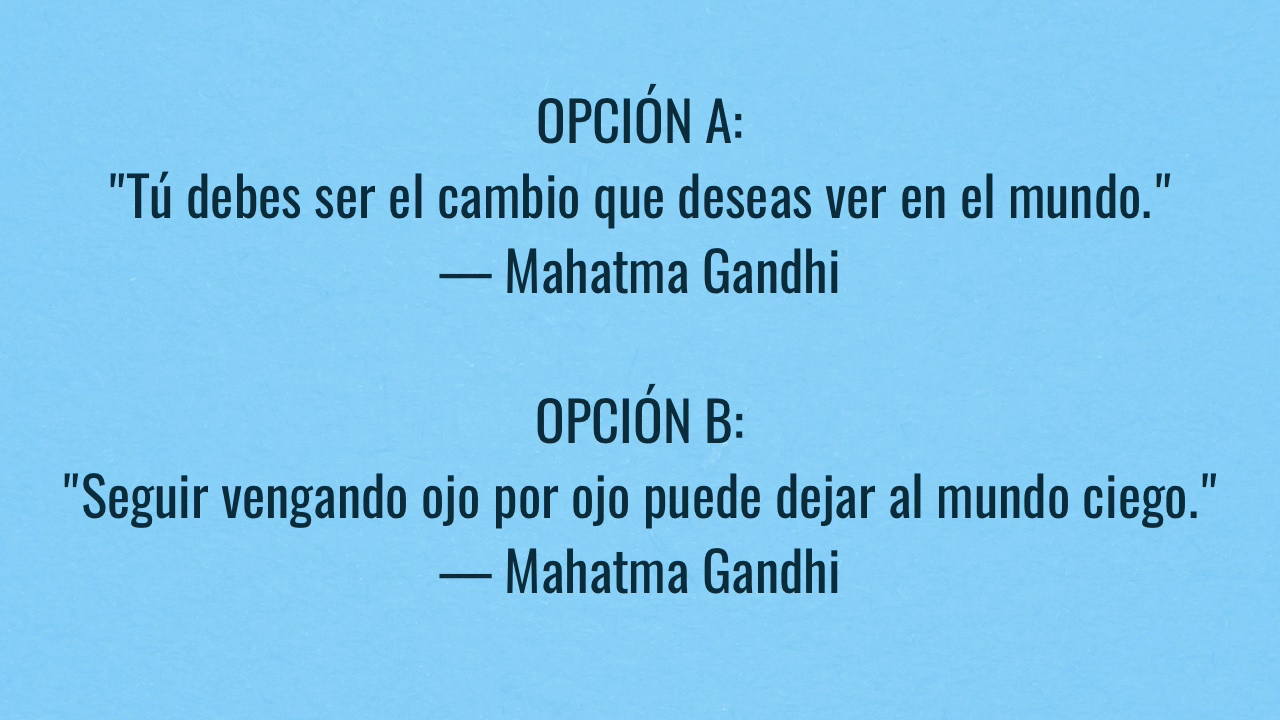 OPCIÓN A:
"Tú debes ser el cambio que deseas ver en el mundo."
— Mahatma Gandhi
OPCIÓN B:
"Seguir vengando ojo por ojo puede dejar al mundo ciego."
— Mahatma Gandhi